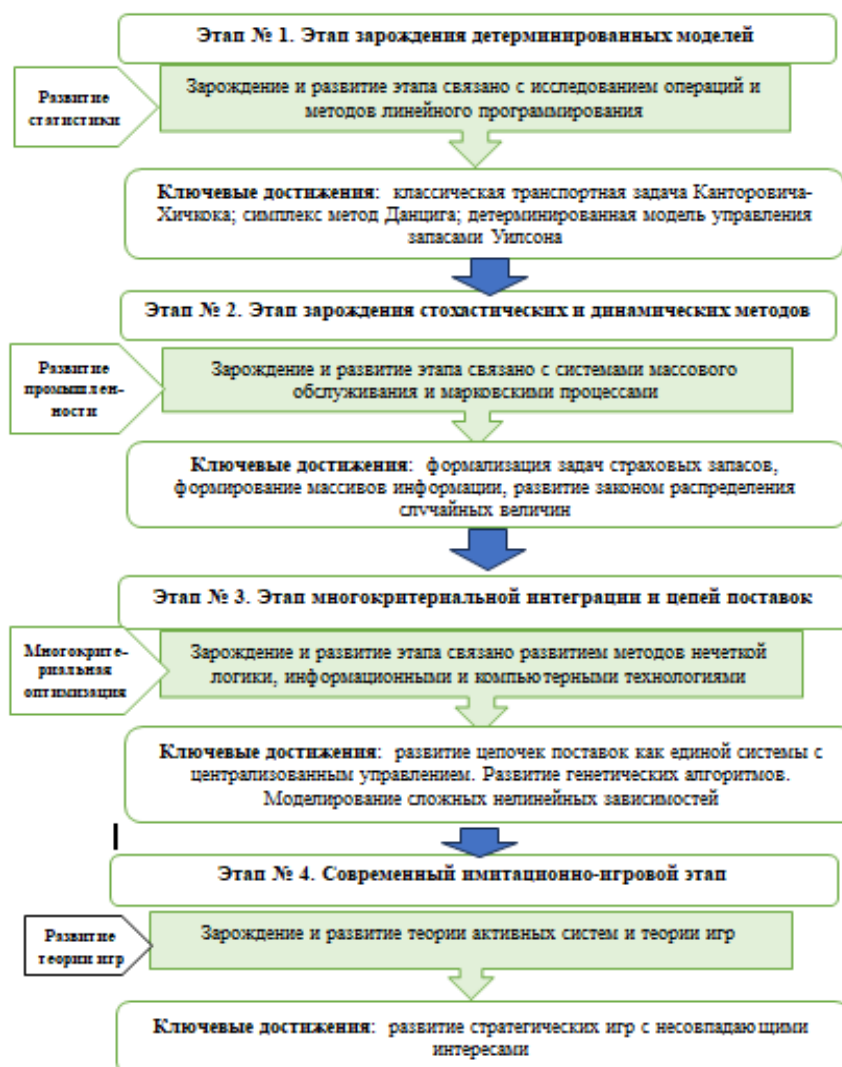 Этап № 1. Этап зарождения детерминированных моделей
Развитие
статистики
Зарождение и развитие этапа связано с исследованием операций и
методов линейного программирования
Ключевые достижения: классическая транспортная задача Канторовича-
Хичкока; симплекс метод Данцига; детерминированная модель управления
запасами Уилсона
Этап № 2. Этап зарождения стохастических и динамических методов
Развитие
промышлен-
ности
Зарождение и развитие этапа связано с системами массового
обслуживания и марковскими процессами
Ключевые достижения: формализация задач страховых запасов,
формирование массивов информации, развитие законом распределения
случайных величин
Этап № 3. Этап многокритериальной интеграции и цепей поставок
Многокрите-
риальная
оптимизация
Зарождение и развитие этапа связано развитием методов нечеткой
логики, информационными и компьютерными технологиями
Ключевые достижения: развитие цепочек поставок как единой системы с
централизованным управлением. Развитие генетических алгоритмов.
Моделирование сложных нелинейных зависимостей
Этап № 4. Современный имитационно-игровой этап
Развитие
теории игр
Зарождение и развитие теории активных систем и теории игр
Ключевые достижения: развитие стратегических игр с несовпадающими
интересами